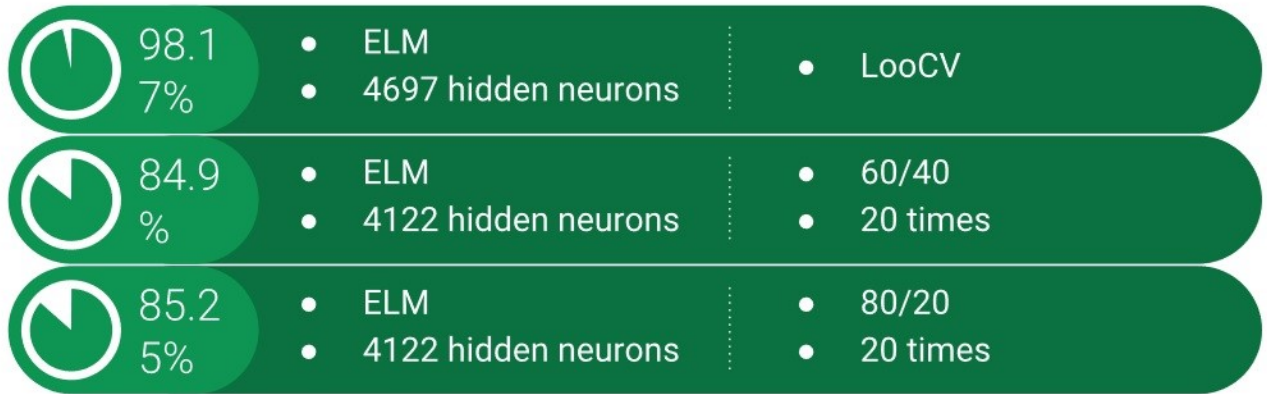 98.1
7%
ELM
4697 hidden neurons
LooCV
84.9
%
ELM
4122 hidden neurons
60/40
20 times
85.2
5%
ELM
4122 hidden neurons
80/20
20 times